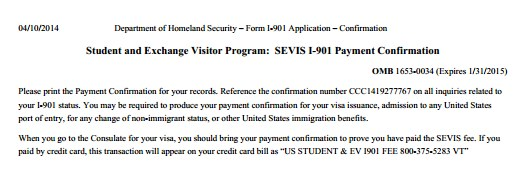 04/10/2014 Department of Homeland Security – Form I-901 Application – Confirmation
Student and Exchange Visitor Program: SEVIS I-901 Payment Confirmation
OMB 1653-0034 (Expires 1/31/2015)
Please print the Payment Confirmation for your records. Reference the confirmation number CCC1419277767 on all inquiries related to
your I-901 status. You may be required to produce your payment confirmation for your visa issuance, admission to any United States
port of entry, for any change of non-immigrant status, or other United States immigration benefits.
When you go to the Consulate for your visa, you should bring your payment confirmation to prove you have paid the SEVIS fee. If you
paid by credit card, this transaction will appear on your credit card bill as “US STUDENT & EV I901 FEE 800-375-5283 VT”